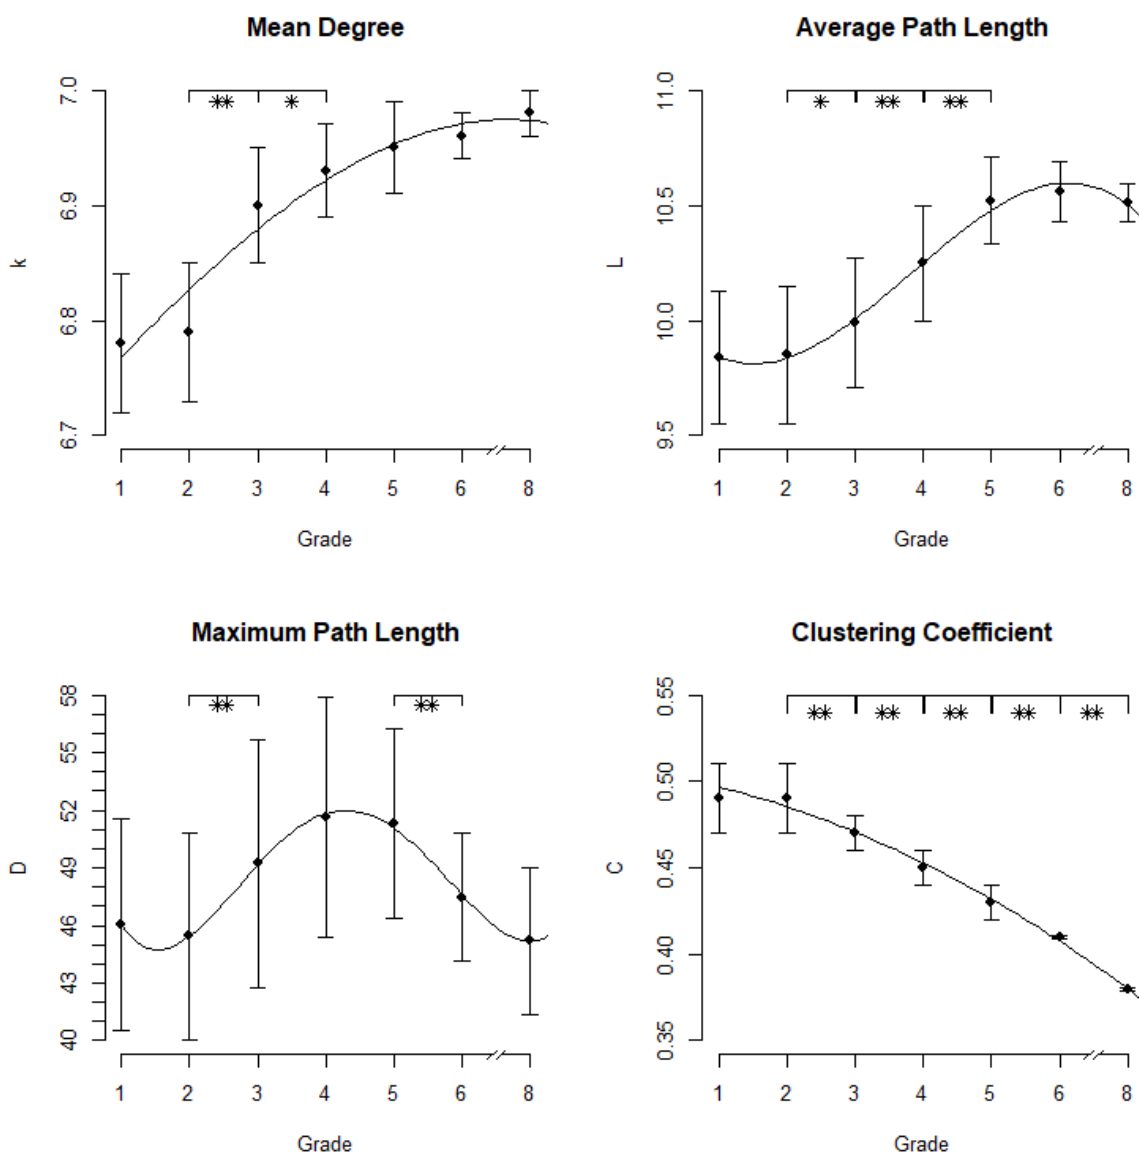 Mean Degree
k
7.0
6.9
6.8
6.7
** *
1 2 3 4 5 6 8
Grade
Average Path Length
L
11.0
10.5
10.0
9.5
* ** **
1 2 3 4 5 6 8
Grade
Maximum Path Length
D
58
55
52
49
46
43
40
** **
1 2 3 4 5 6 8
Grade
Clustering Coefficient
C
0.55
0.50
0.45
0.40
0.35
** ** ** ** **
1 2 3 4 5 6 8
Grade